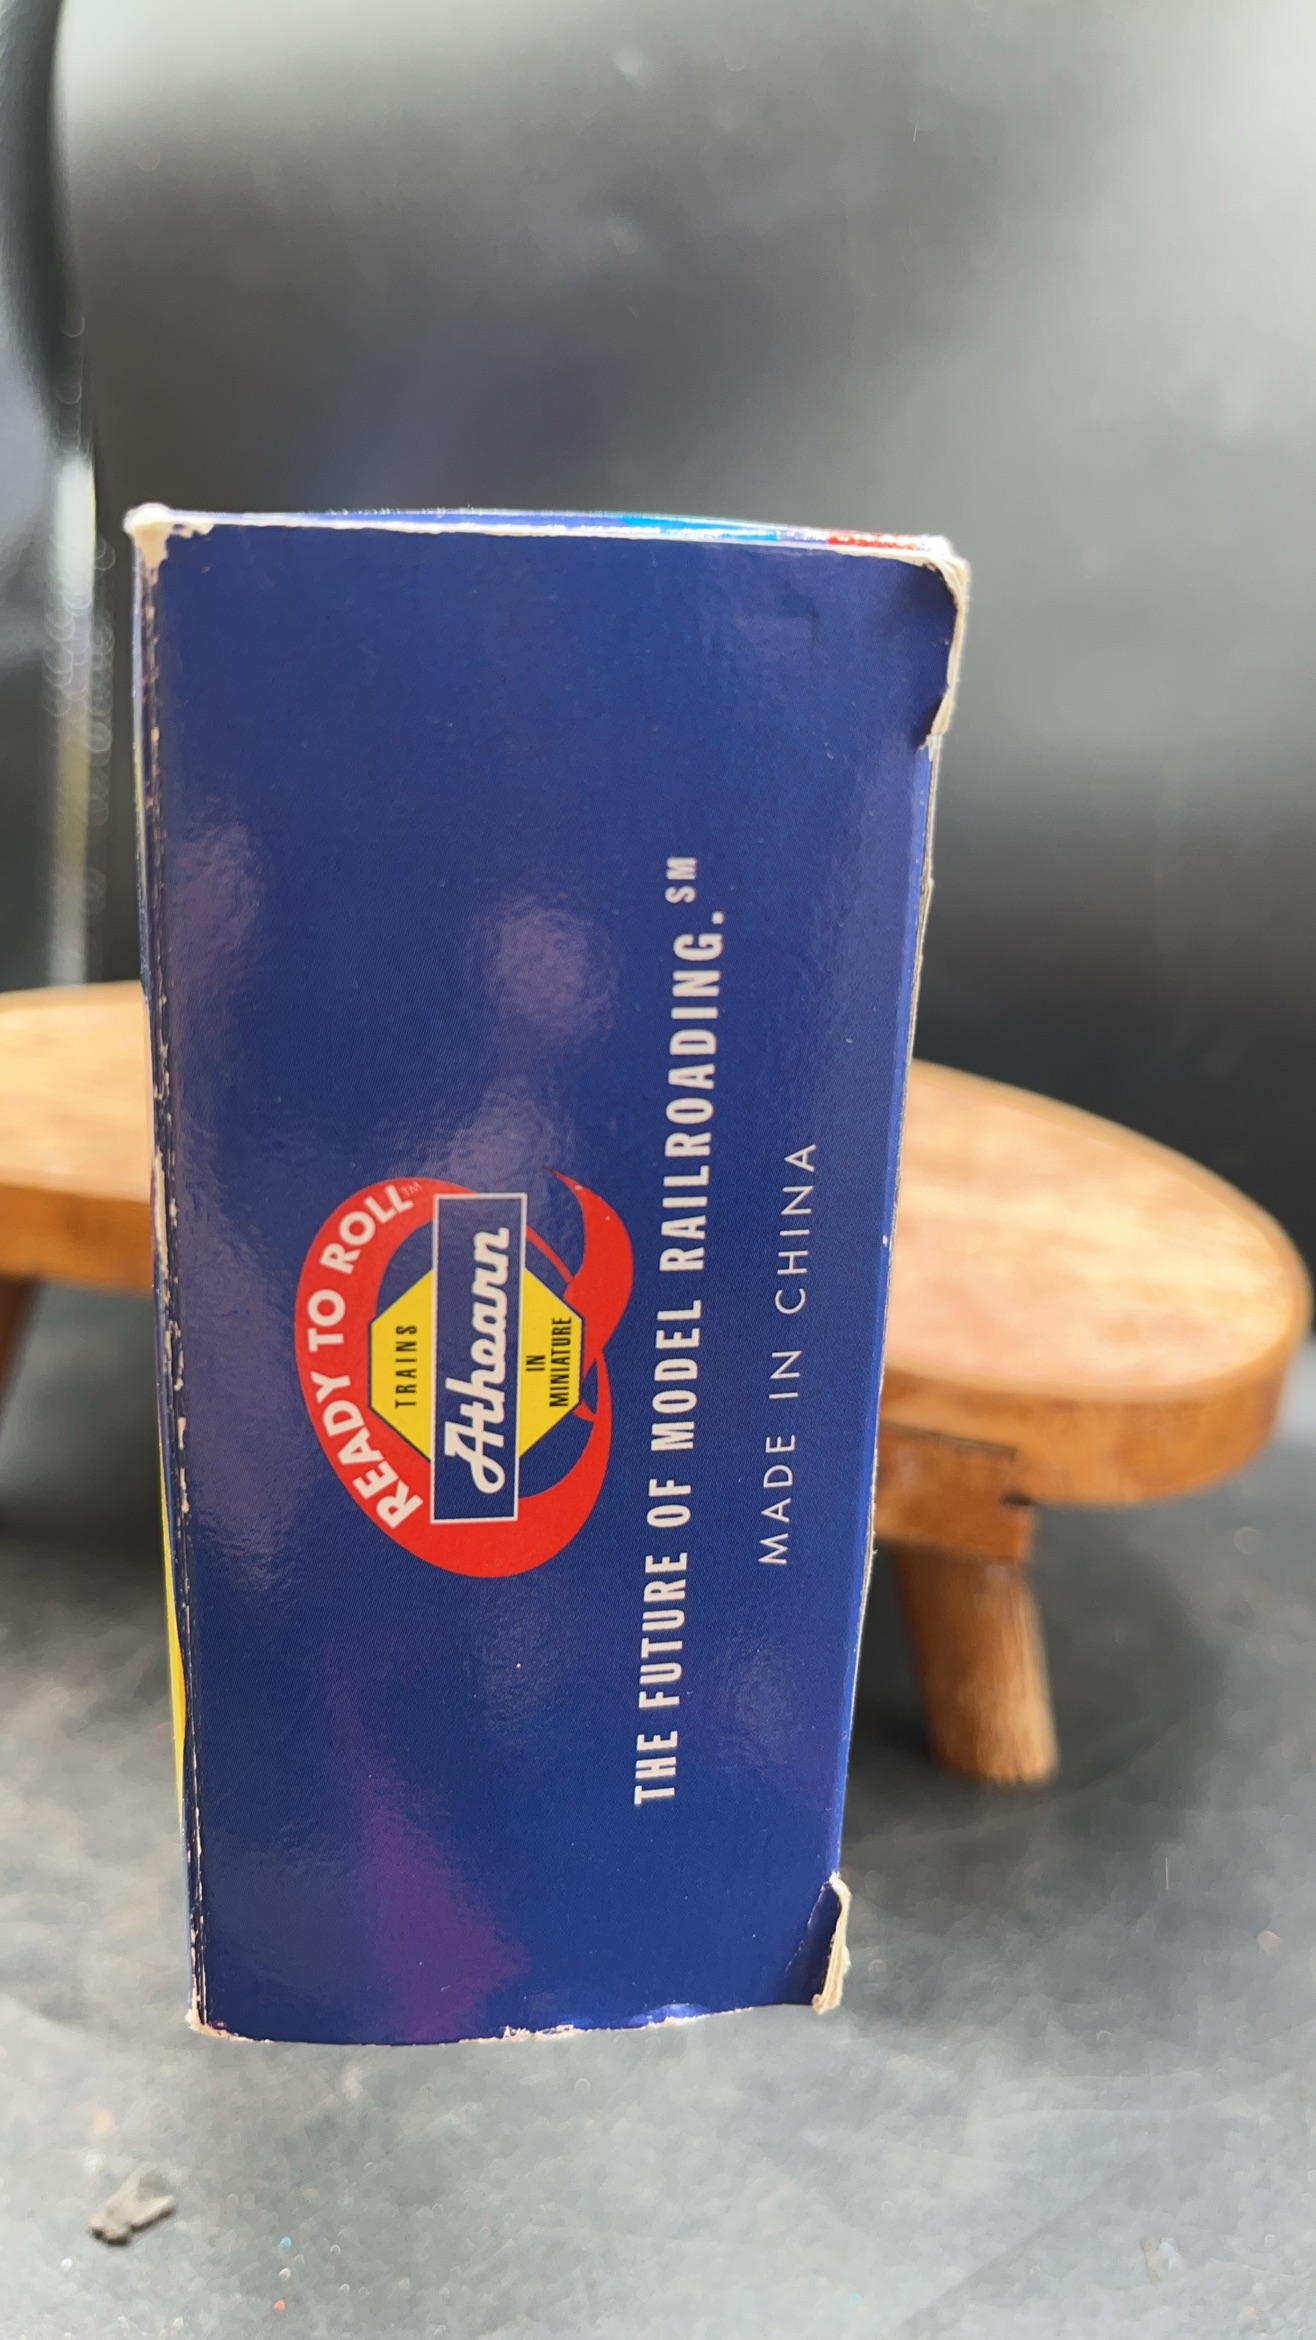 READY TO ROLL™
TRAINS
Athearn
IN
MINIATURE
THE FUTURE OF MODEL RAILROADING.℠
MADE IN CHINA